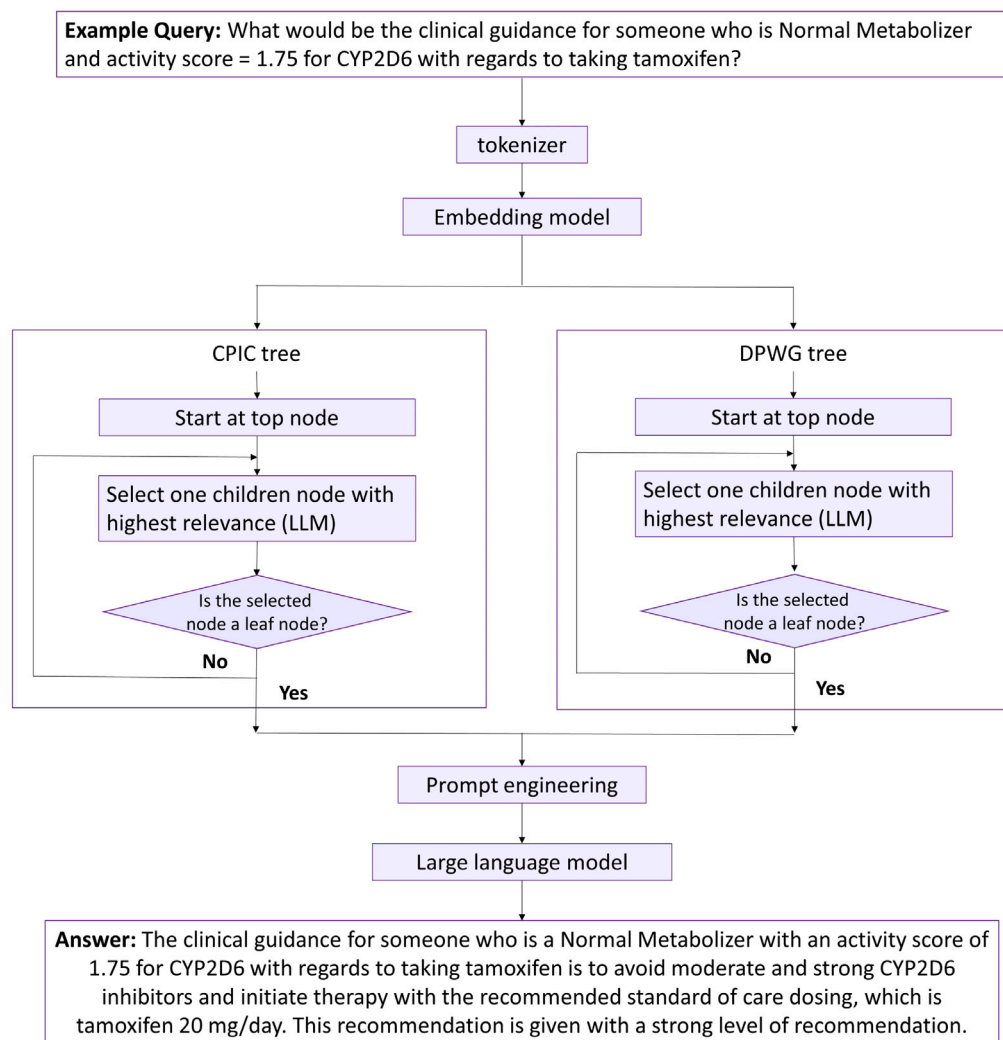 Example Query: What would be the clinical guidance for someone who is Normal Metabolizer
and activity score = 1.75 for CYP2D6 with regards to taking tamoxifen?
tokenizer
Embedding model
CPIC tree
Start at top node
Select one children node with
highest relevance (LLM)
Is the selected
node a leaf node?
No
Yes
DPWG tree
Start at top node
Select one children node with
highest relevance (LLM)
Is the selected
node a leaf node?
No
Yes
Prompt engineering
Large language model
Answer: The clinical guidance for someone who is a Normal Metabolizer with an activity score of
1.75 for CYP2D6 with regards to taking tamoxifen is to avoid moderate and strong CYP2D6
inhibitors and initiate therapy with the recommended standard of care dosing, which is
tamoxifen 20 mg/day. This recommendation is given with a strong level of recommendation.